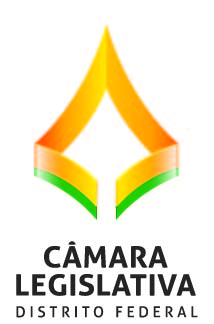 CÂMARA
LEGISLATIVA
DISTRITO FEDERAL